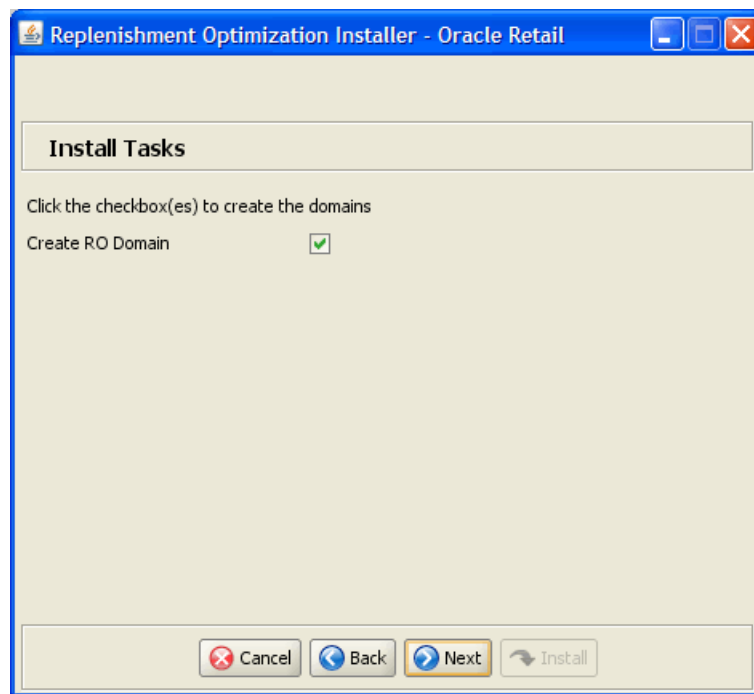 Replenishment Optimization Installer - Oracle Retail
Install Tasks
Click the checkbox(es) to create the domains
Create RO Domain
Cancel Back Next Install